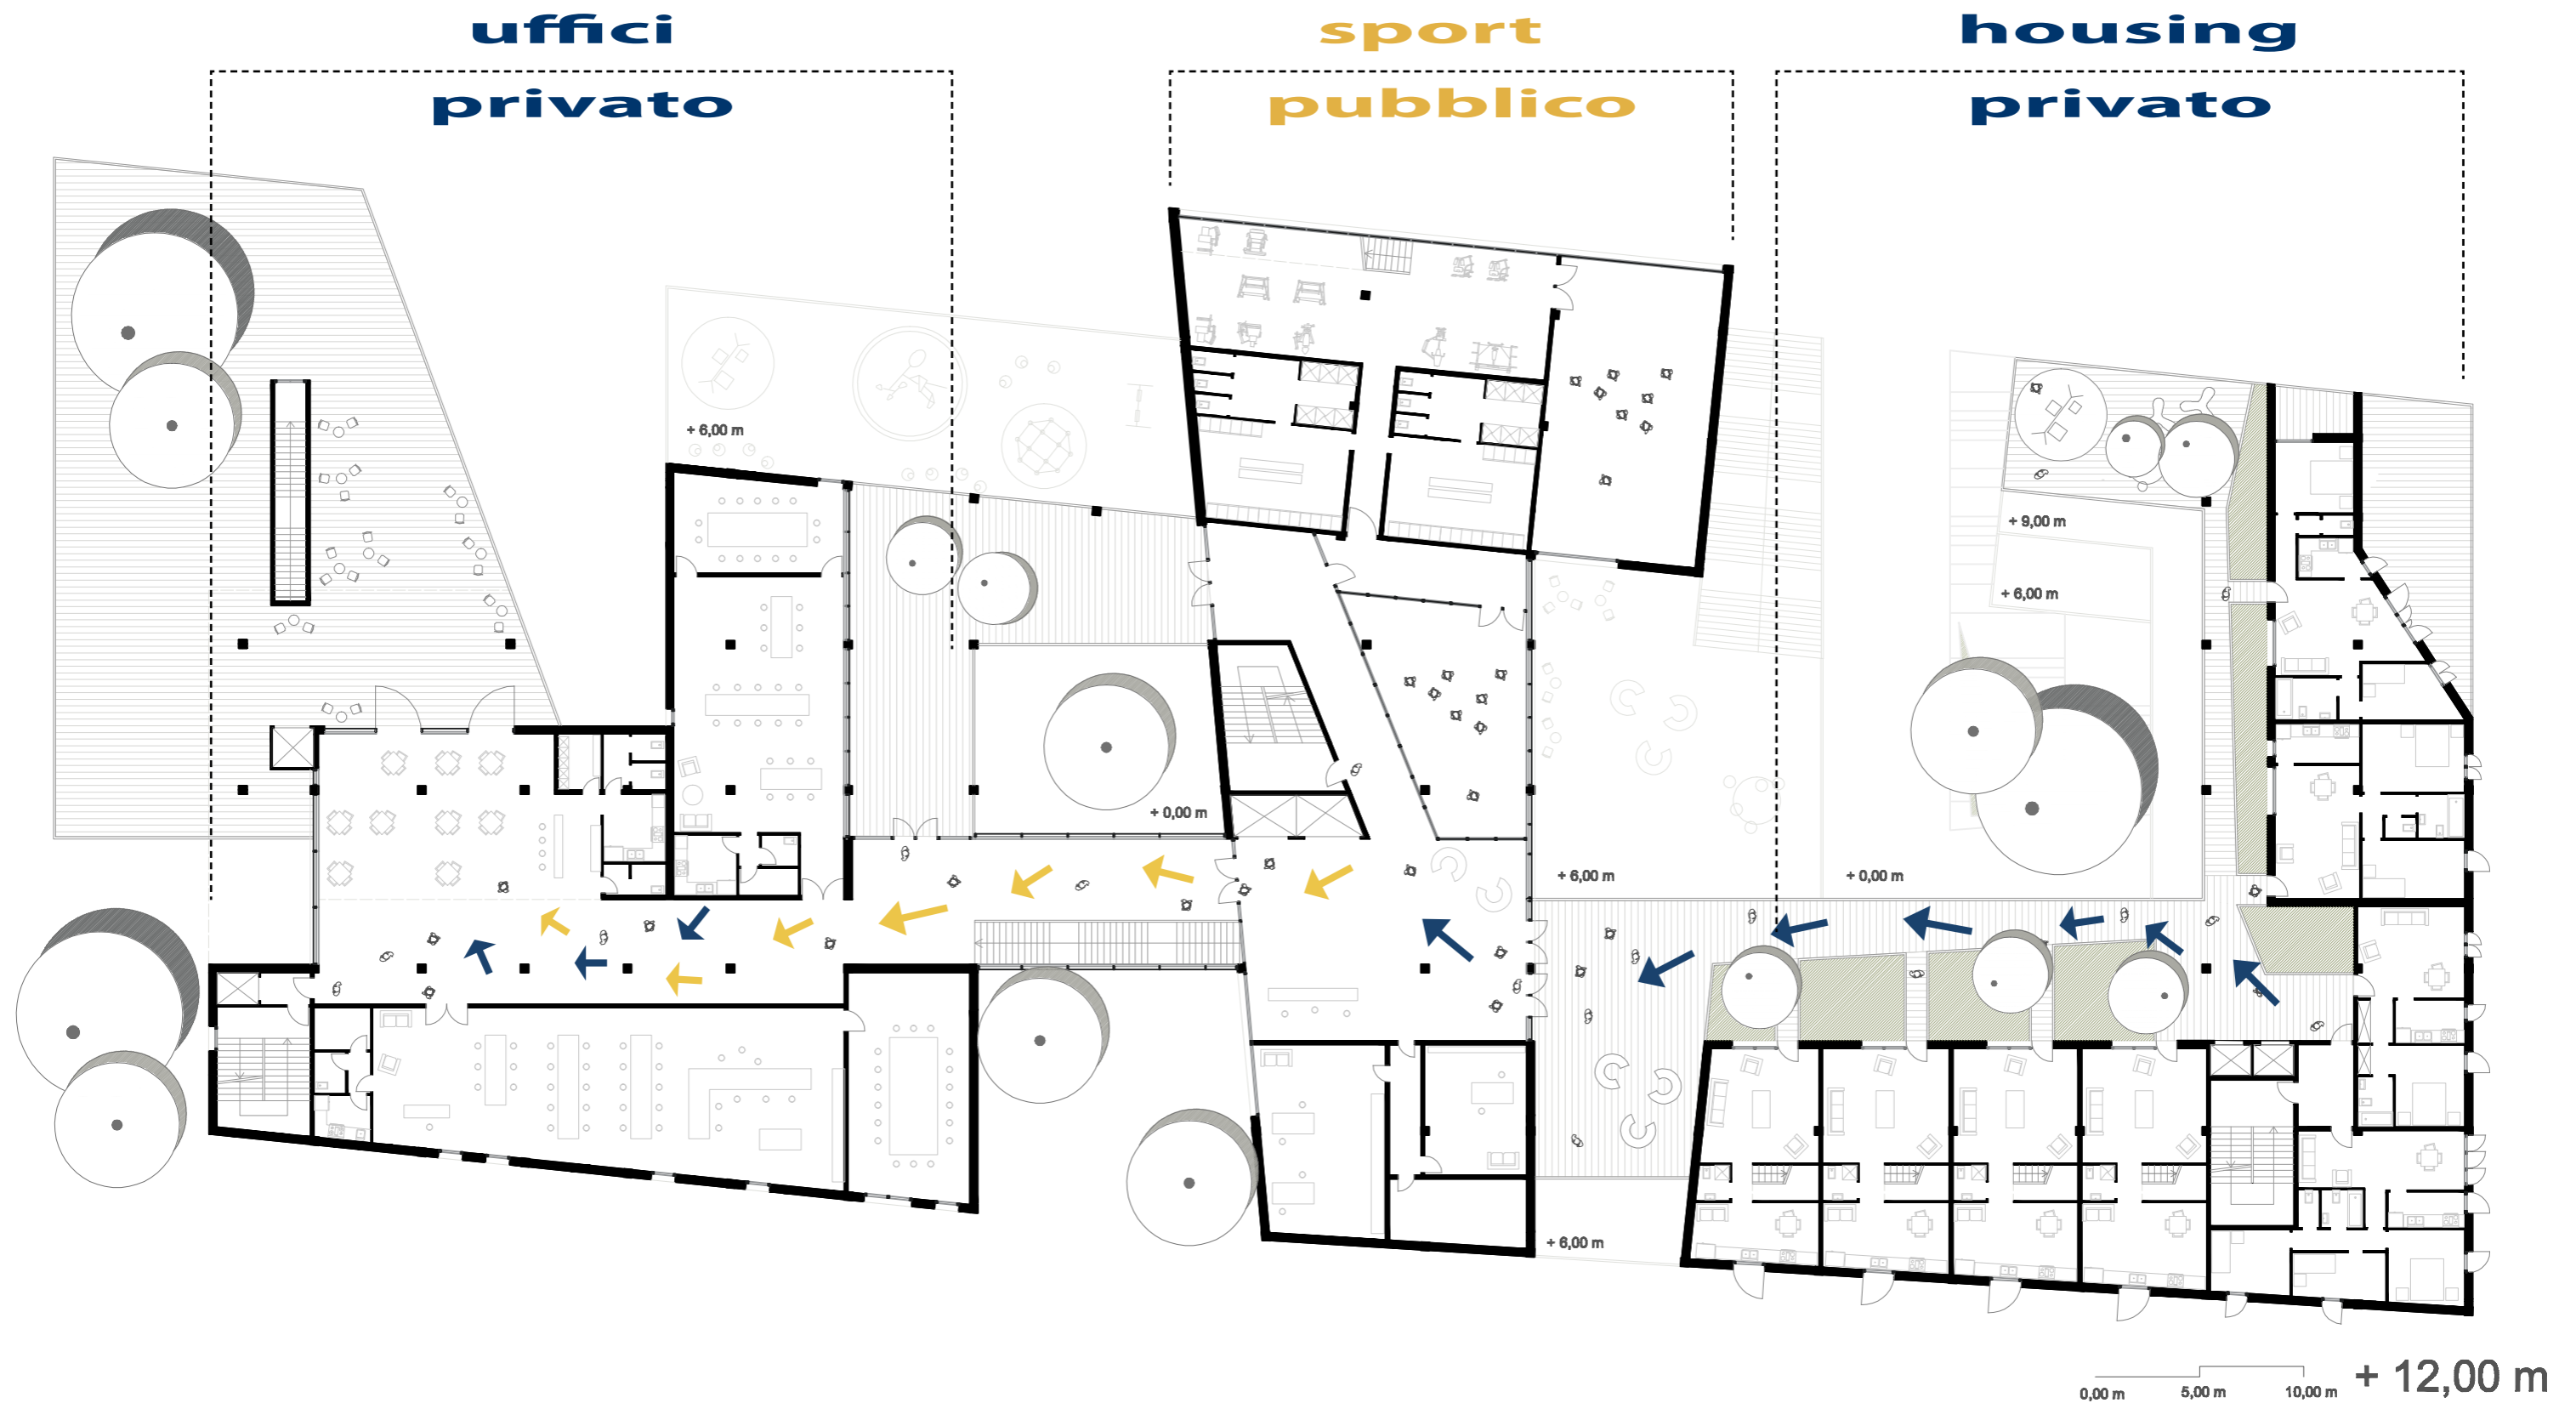 uffici
sport
housing
privato
pubblico
privato
+ 6,00 m
+ 9,00 m
+ 6,00 m
+ 0,00 m
+ 6,00 m
+ 0,00 m
+ 6,00 m
0,00 m
5,00 m
10,00 m
+ 12,00 m